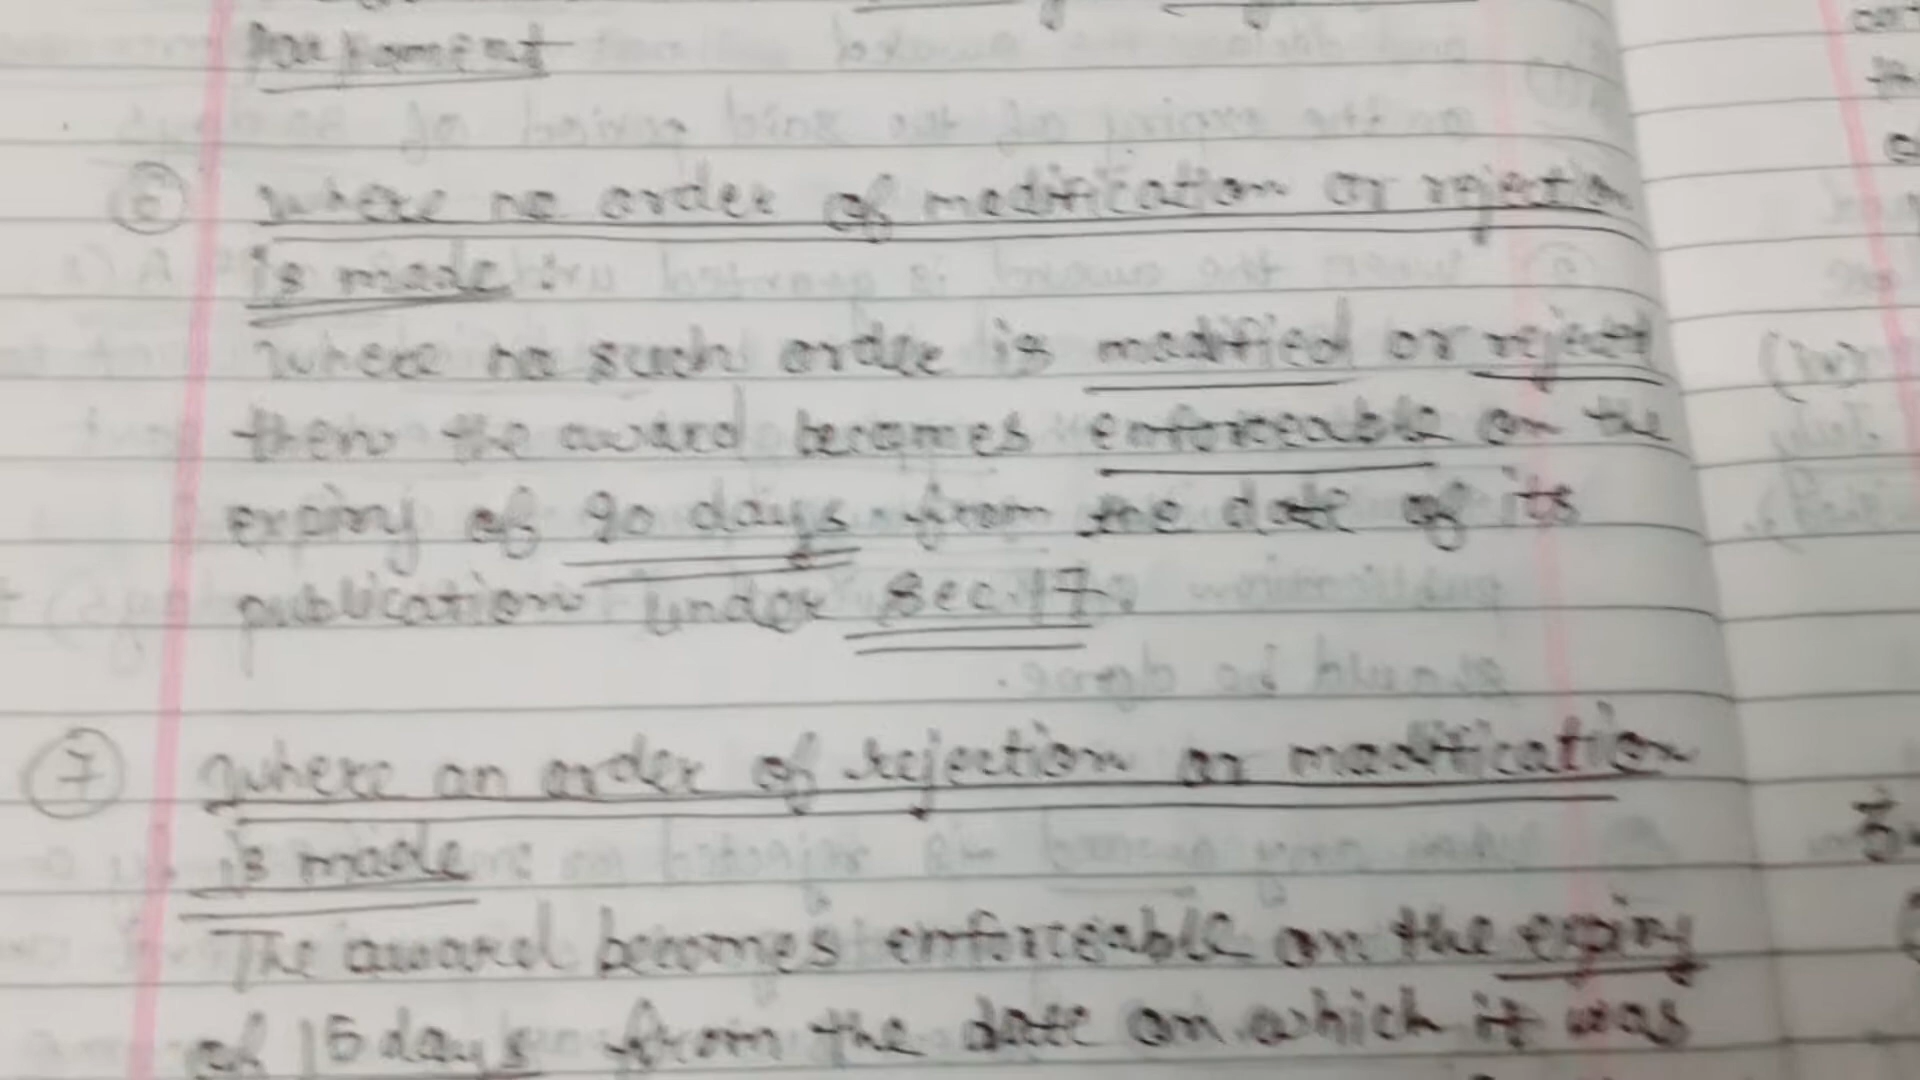 Parliament
⑥ where no order of modification or rejection
is made :
where no such order is modified or reject
then the award becomes enforceable on the
expiry of 90 days from the date of its
publication under Sec. 17.
⑦ where an order of rejection or modification
is made
The award becomes enforceable on the expiry
of 15 days from the date on which it was
(iv)